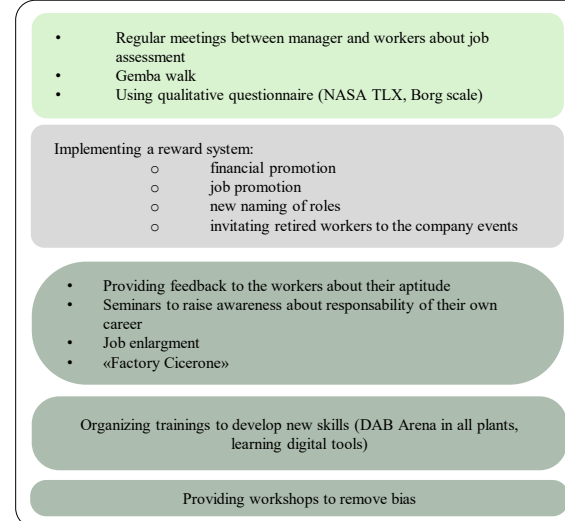 • Regular meetings between manager and workers about job
assessment
• Gemba walk
• Using qualitative questionnaire (NASA TLX, Borg scale)
Implementing a reward system:
o financial promotion
o job promotion
o new naming of roles
o invitating retired workers to the company events
• Providing feedback to the workers about their aptitude
• Seminars to raise awareness about responsability of their own
career
• Job enlargment
• «Factory Cicerone»
Organizing trainings to develop new skills (DAB Arena in all plants,
learning digital tools)
Providing workshops to remove bias